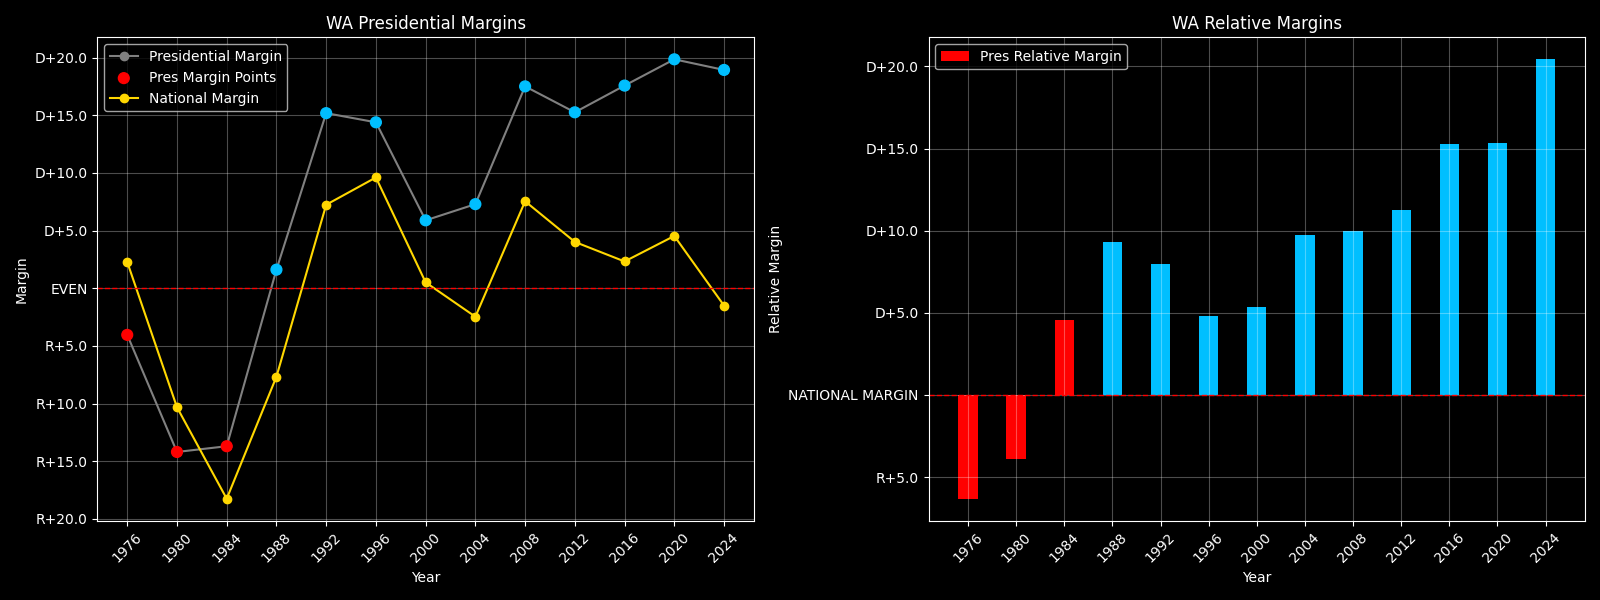 WA Presidential Margins
Presidential Margin
Pres Margin Points
National Margin
D+20.0
D+15.0
D+10.0
D+5.0
EVEN
R+5.0
R+10.0
R+15.0
R+20.0
Margin
1976 1980 1984 1988 1992 1996 2000 2004 2008 2012 2016 2020 2024
Year
WA Relative Margins
Pres Relative Margin
D+20.0
D+15.0
D+10.0
D+5.0
NATIONAL MARGIN
R+5.0
Relative Margin
1976 1980 1984 1988 1992 1996 2000 2004 2008 2012 2016 2020 2024
Year